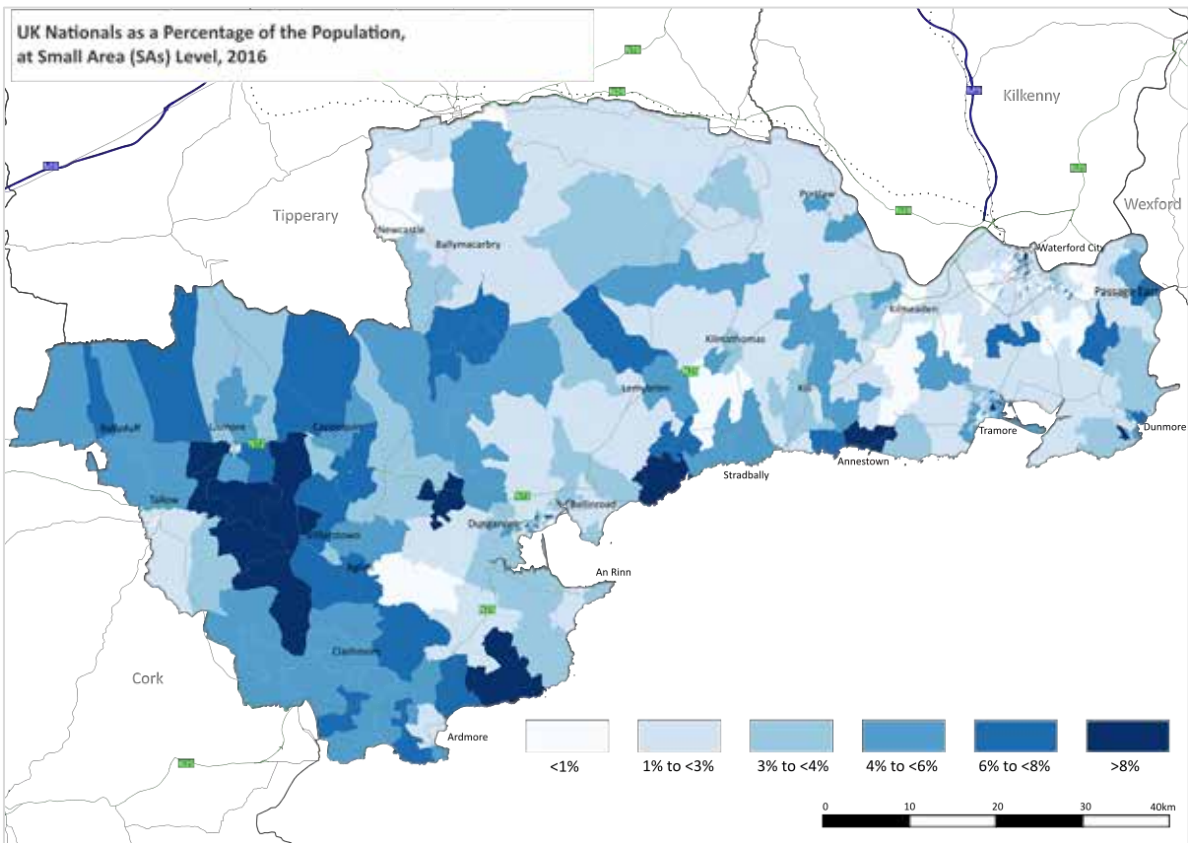 UK Nationals as a Percentage of the Population,
at Small Area (SAs) Level, 2016
Kilkenny
Wexford
Tipperary
Portlaw
Newcastle
Ballymacarbry
Waterford City
Passage East
Kilmeaden
Kilmathomas
Lemybrien
Kill
Ballyduff
Lismore
Cappoquin
Tramore
Dunmore
Annestown
Stradbally
Tallow
Ballinroad
Dungarvan
Villierstown
Aglish
An Rinn
Clashmore
Cork
Ardmore
<1%
1% to <3%
3% to <4%
4% to <6%
6% to <8%
>8%
0 10 20 30 40km